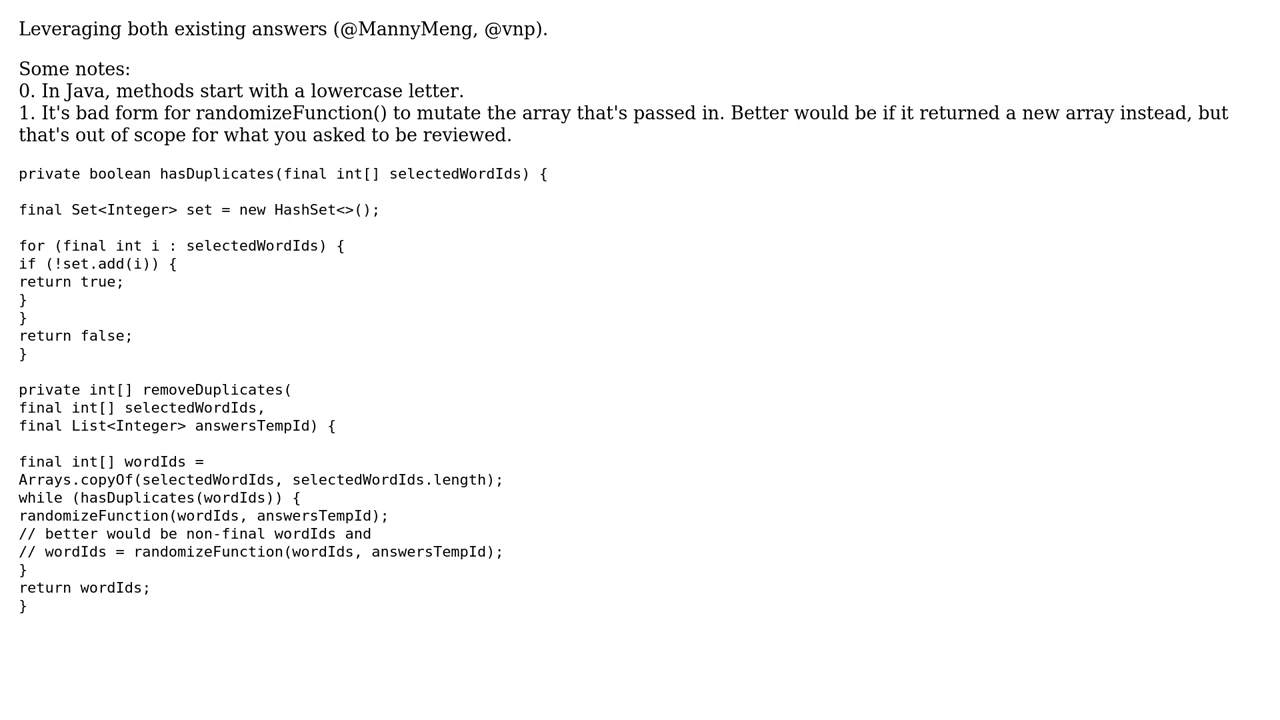 Leveraging both existing answers (@MannyMeng, @vnp).
Some notes:
0. In Java, methods start with a lowercase letter.
1. It's bad form for randomizeFunction() to mutate the array that's passed in. Better would be if it returned a new array instead, but
that's out of scope for what you asked to be reviewed.
private boolean hasDuplicates(final int[] selectedWordIds) {
final Set<Integer> set = new HashSet<>();
for (final int i : selectedWordIds) {
if (!set.add(i)) {
return true;
}
}
return false;
}
private int[] removeDuplicates(
final int[] selectedWordIds,
final List<Integer> answersTempId) {
final int[] wordIds =
Arrays.copyOf(selectedWordIds, selectedWordIds.length);
while (hasDuplicates(wordIds)) {
randomizeFunction(wordIds, answersTempId);
// better would be non-final wordIds and
// wordIds = randomizeFunction(wordIds, answersTempId);
}
return wordIds;
}